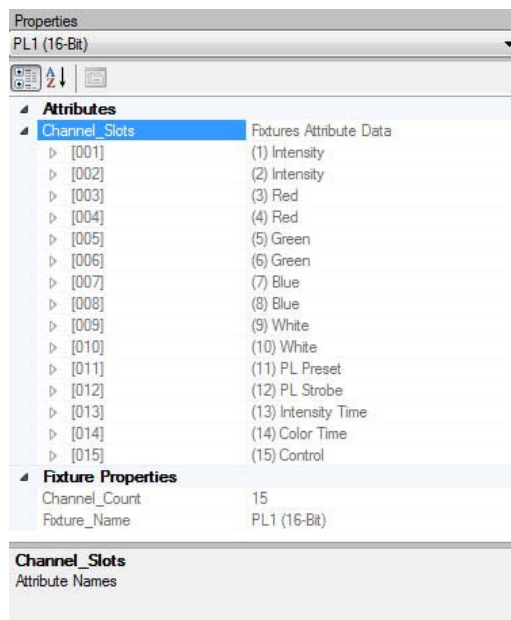 Properties
PL1 (16-Bit)
Attributes
Channel_Slots Fixtures Attribute Data
[001] (1) Intensity
[002] (2) Intensity
[003] (3) Red
[004] (4) Red
[005] (5) Green
[006] (6) Green
[007] (7) Blue
[008] (8) Blue
[009] (9) White
[010] (10) White
[011] (11) PL Preset
[012] (12) PL Strobe
[013] (13) Intensity Time
[014] (14) Color Time
[015] (15) Control
Fixture Properties
Channel_Count 15
Fixture_Name PL1 (16-Bit)
Channel_Slots
Attribute Names